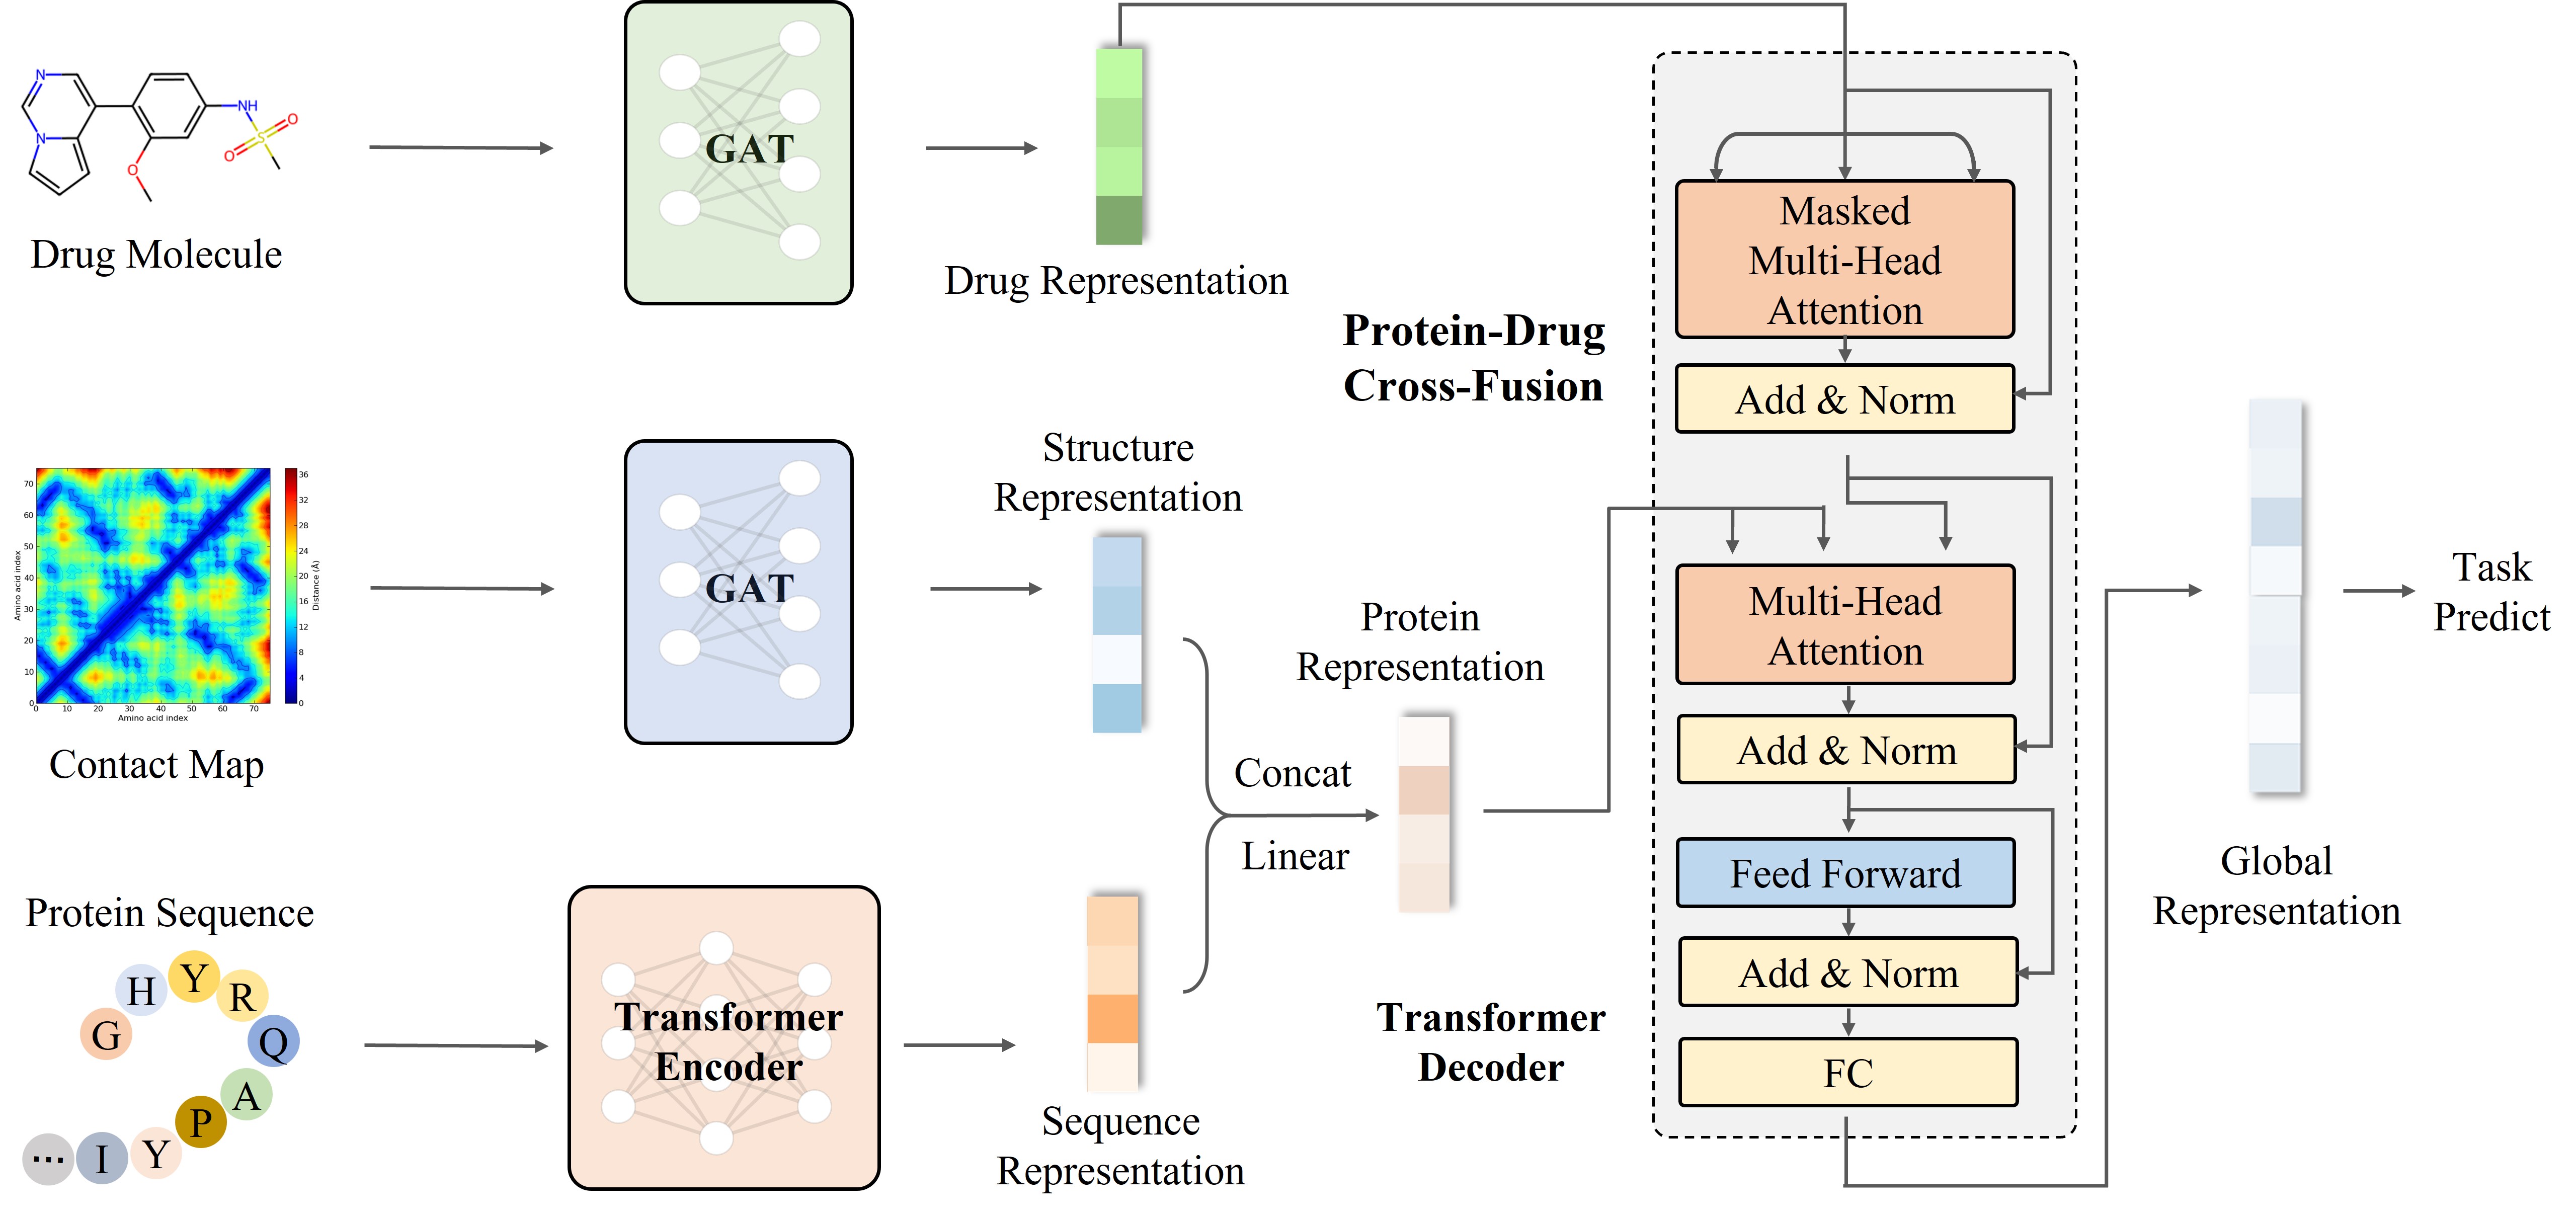 N
N
NH
S
O
O
O
Drug Molecule
GAT
Drug Representation
Amino acid index
70
60
50
40
30
20
10
0
0 10 20 30 40 50 60 70
Amino acid index
36
32
28
24
20
16
12
8
4
0
Distance (Å)
Contact Map
GAT
Structure
Representation
Protein Sequence
G
H
Y
R
Q
A
P
Y
I
...
Transformer
Encoder
Sequence
Representation
Concat
Linear
Protein
Representation
Protein-Drug
Cross-Fusion
Transformer
Decoder
Masked
Multi-Head
Attention
Add & Norm
Multi-Head
Attention
Add & Norm
Feed Forward
Add & Norm
FC
Global
Representation
Task
Predict